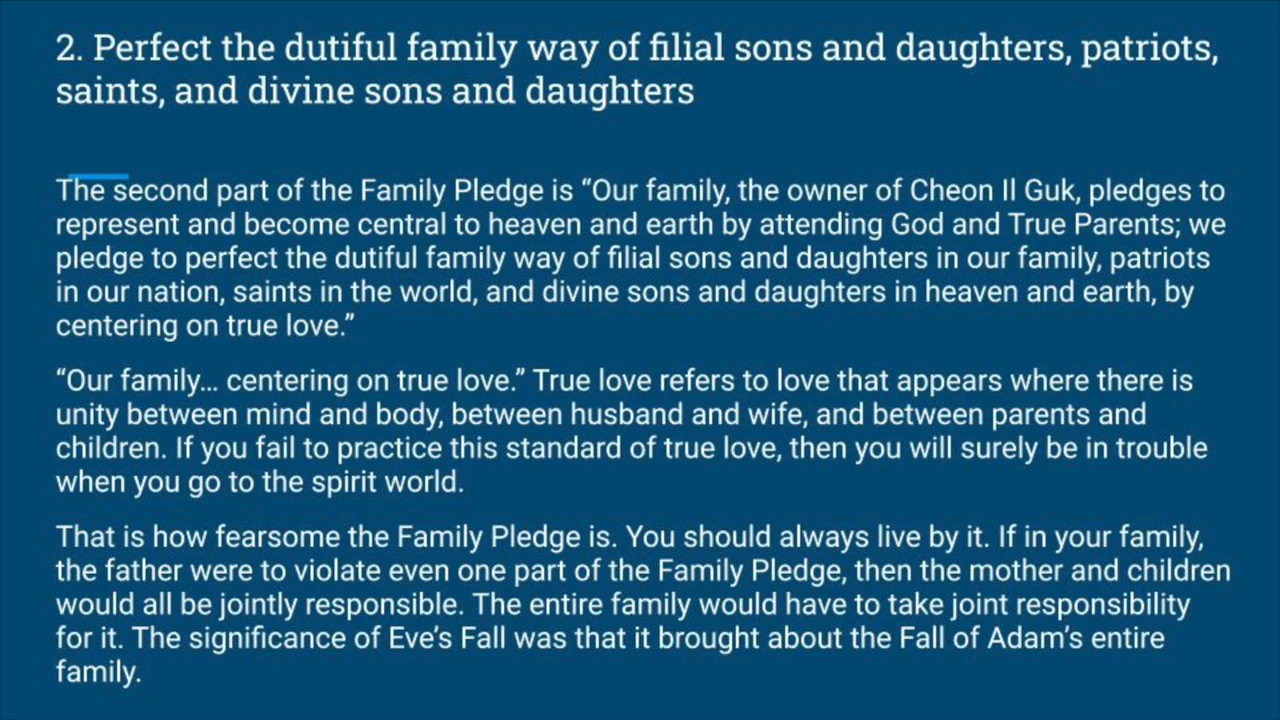 2. Perfect the dutiful family way of filial sons and daughters, patriots,
saints, and divine sons and daughters
The second part of the Family Pledge is “Our family, the owner of Cheon Il Guk, pledges to
represent and become central to heaven and earth by attending God and True Parents; we
pledge to perfect the dutiful family way of filial sons and daughters in our family, patriots
in our nation, saints in the world, and divine sons and daughters in heaven and earth, by
centering on true love.”
“Our family… centering on true love.” True love refers to love that appears where there is
unity between mind and body, between husband and wife, and between parents and
children. If you fail to practice this standard of true love, then you will surely be in trouble
when you go to the spirit world.
That is how fearsome the Family Pledge is. You should always live by it. If in your family,
the father were to violate even one part of the Family Pledge, then the mother and children
would all be jointly responsible. The entire family would have to take joint responsibility
for it. The significance of Eve’s Fall was that it brought about the Fall of Adam’s entire
family.